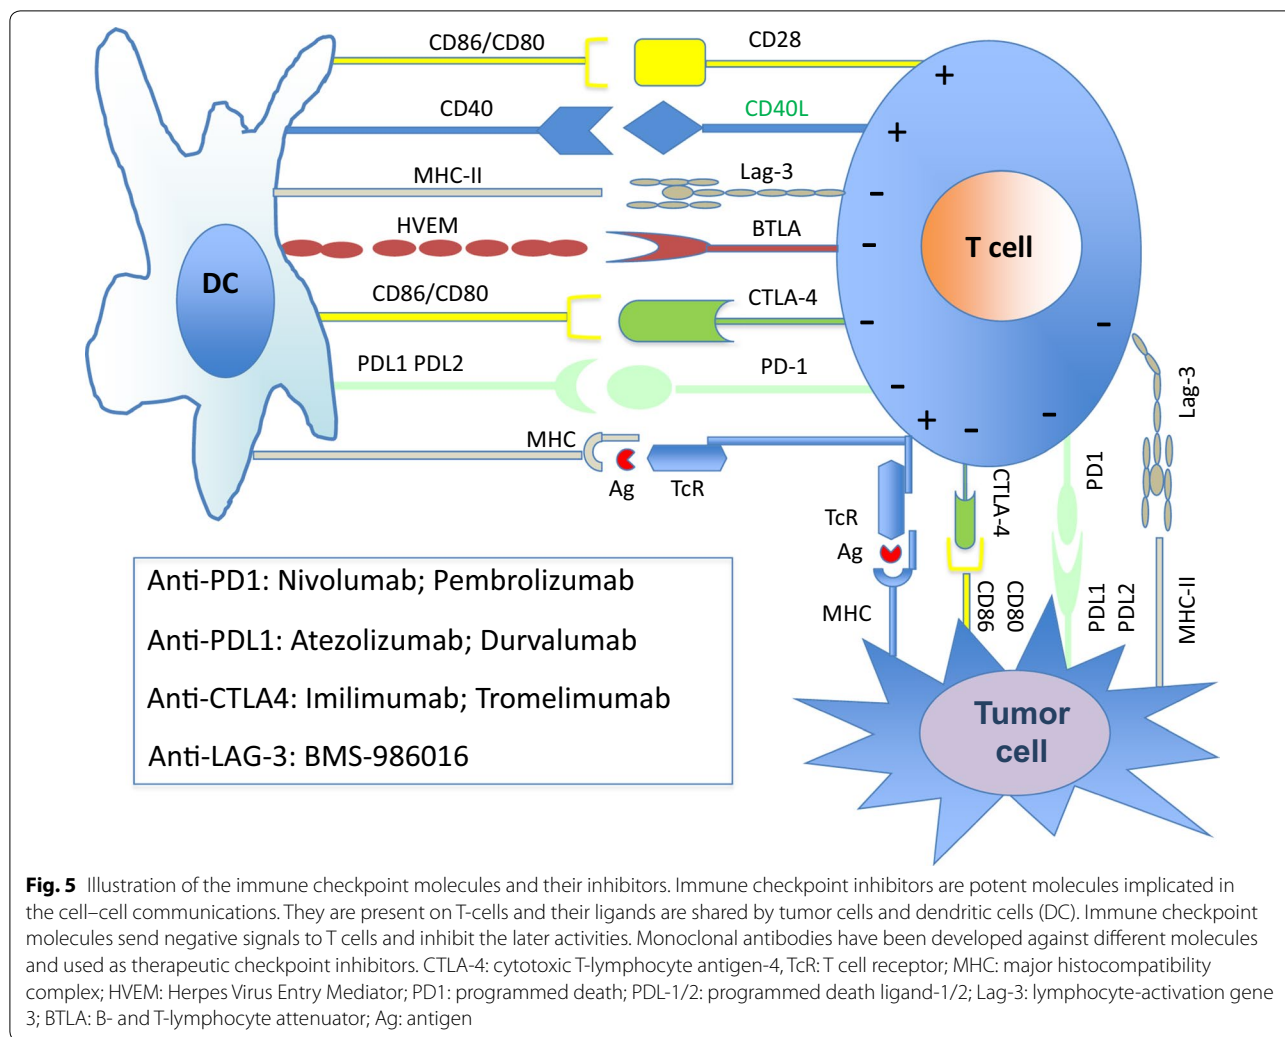 CD86/CD80
CD28
+
CD40
CD40L
+
MHC-II
Lag-3
-
HVEM
BTLA
-
T cell
DC
CD86/CD80
CTLA-4
-
-
PDL1 PDL2
PD-1
-
Lag-3
+
-
-
MHC
Ag
TcR
CTLA-4
PD1
TcR
Ag
MHC
CD86
CD80
PDL1
PDL2
MHC-II
Tumor
cell
Anti-PD1: Nivolumab; Pembrolizumab
Anti-PDL1: Atezolizumab; Durvalumab
Anti-CTLA4: Imilimumab; Tromelimumab
Anti-LAG-3: BMS-986016
Fig. 5 Illustration of the immune checkpoint molecules and their inhibitors. Immune checkpoint inhibitors are potent molecules implicated in
the cell–cell communications. They are present on T-cells and their ligands are shared by tumor cells and dendritic cells (DC). Immune checkpoint
molecules send negative signals to T cells and inhibit the later activities. Monoclonal antibodies have been developed against different molecules
and used as therapeutic checkpoint inhibitors. CTLA-4: cytotoxic T-lymphocyte antigen-4, TcR: T cell receptor; MHC: major histocompatibility
complex; HVEM: Herpes Virus Entry Mediator; PD1: programmed death; PDL-1/2: programmed death ligand-1/2; Lag-3: lymphocyte-activation gene
3; BTLA: B- and T-lymphocyte attenuator; Ag: antigen